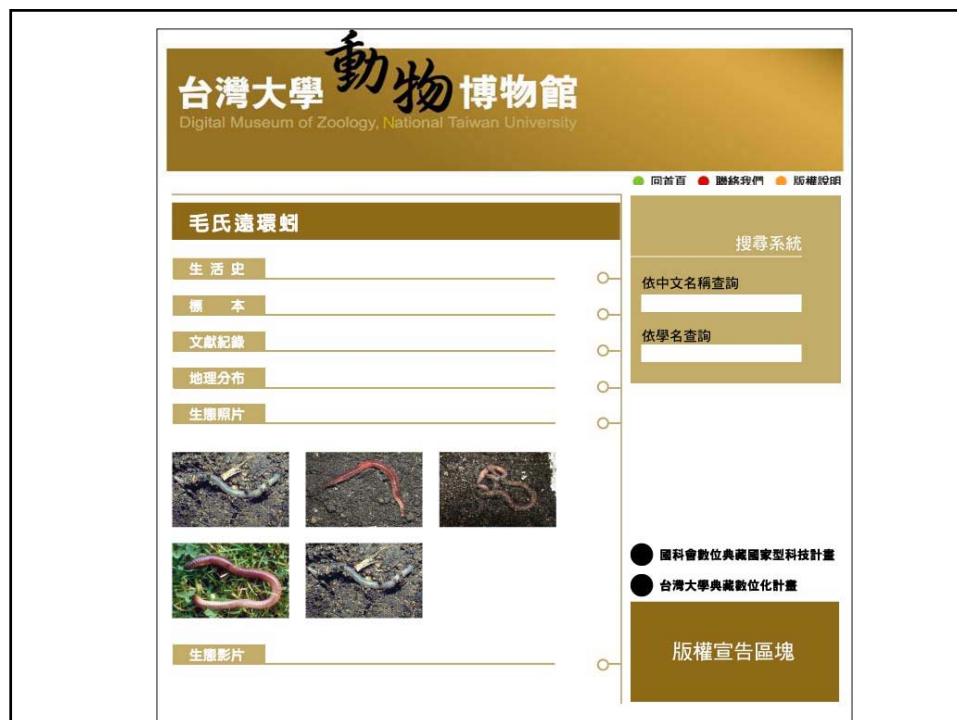 台灣大學動物博物館
Digital Museum of Zoology, National Taiwan University
回首頁 聯絡我們 版權說明
毛氏遠環蚓
生活史
標 本
文獻紀錄
地理分布
生態照片
生態影片
搜尋系統
依中文名稱查詢
依學名查詢
國科會數位典藏國家型科技計畫
台灣大學典藏數位化計畫
版權宣告區塊